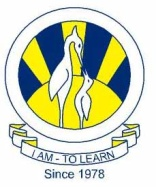 I AM - TO LEARN
Since 1978